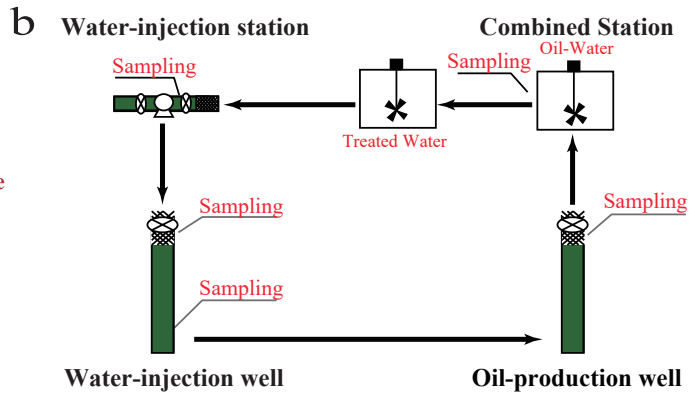 b
Water-injection station
Combined Station
Oil-Water
Sampling
Sampling
Treated Water
e
Sampling
Sampling
Sampling
Water-injection well
Oil-production well